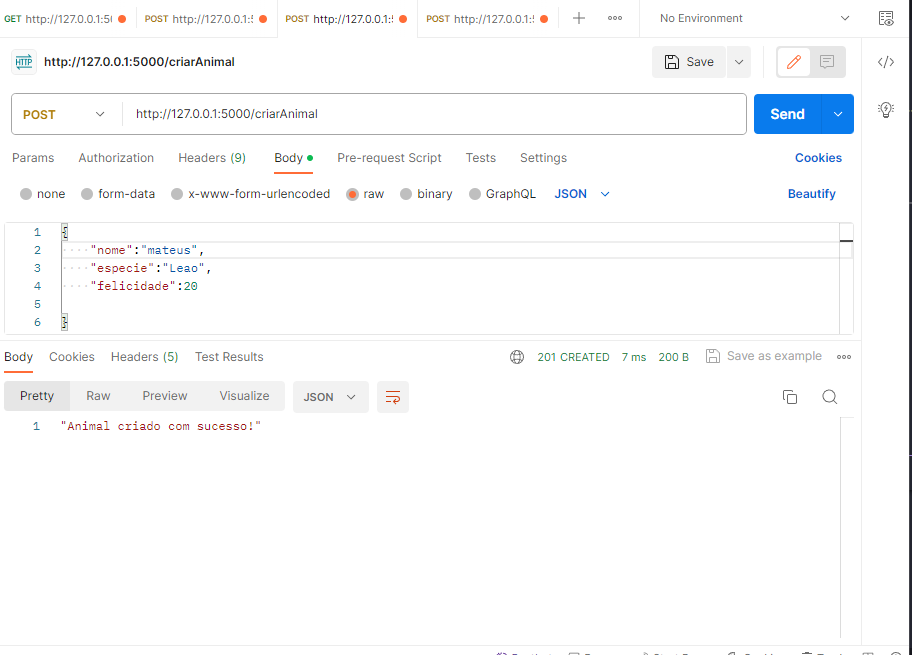 GET http://127.0.0.1:5 POST http://127.0.0.1: POST http://127.0.0.1: POST http://127.0.0.1: No Environment
HTTP http://127.0.0.1:5000/criarAnimal Save
POST http://127.0.0.1:5000/criarAnimal Send
Params Authorization Headers (9) Body Pre-request Script Tests Settings Cookies
none form-data x-www-form-urlencoded raw binary GraphQL JSON Beautify
1 {
2 "nome":"mateus",
3 "especie":"Leao",
4 "felicidade":20
5
6 }
Body Cookies Headers (5) Test Results 201 CREATED 7 ms 200 B Save as example
Pretty Raw Preview Visualize JSON
1 "Animal criado com sucesso!"